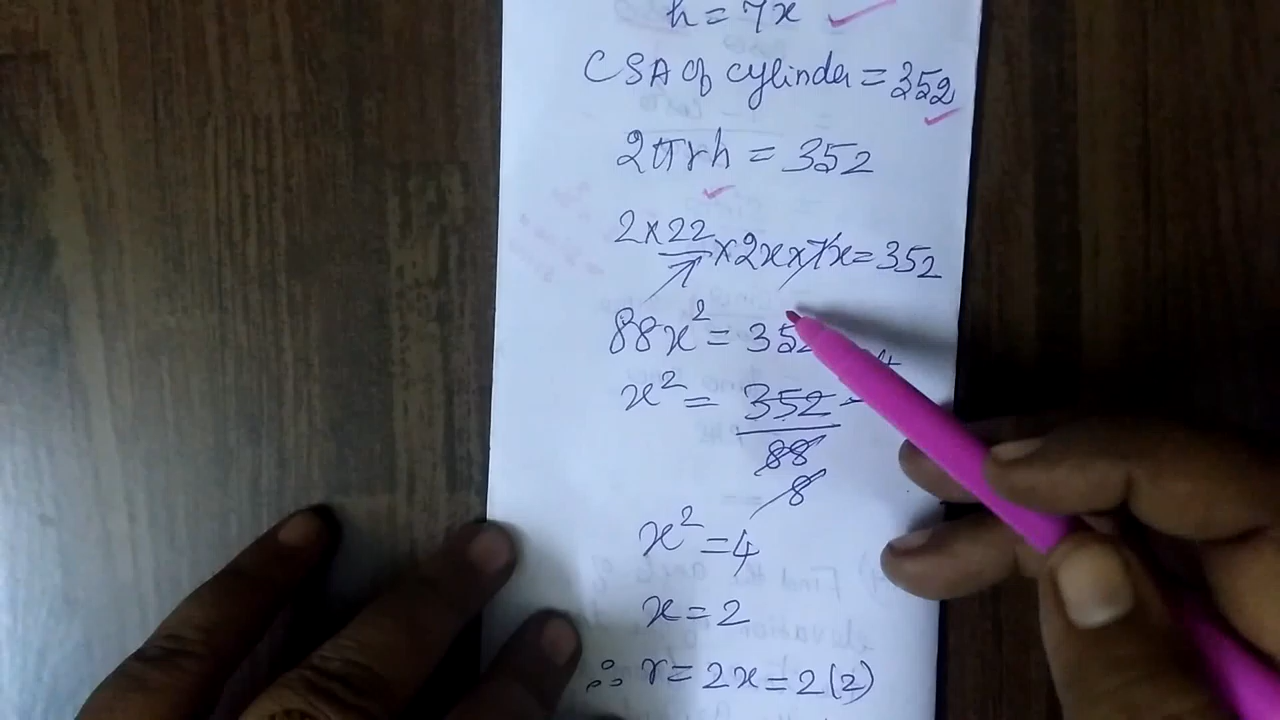 h = 7x
CSA of cylinder = 352
2πrh = 352
2 × 22/7 × 2x × 7x = 352
88x² = 352
x² = 352/88
8
x² = 4
x = 2
∴ r = 2x = 2(2)